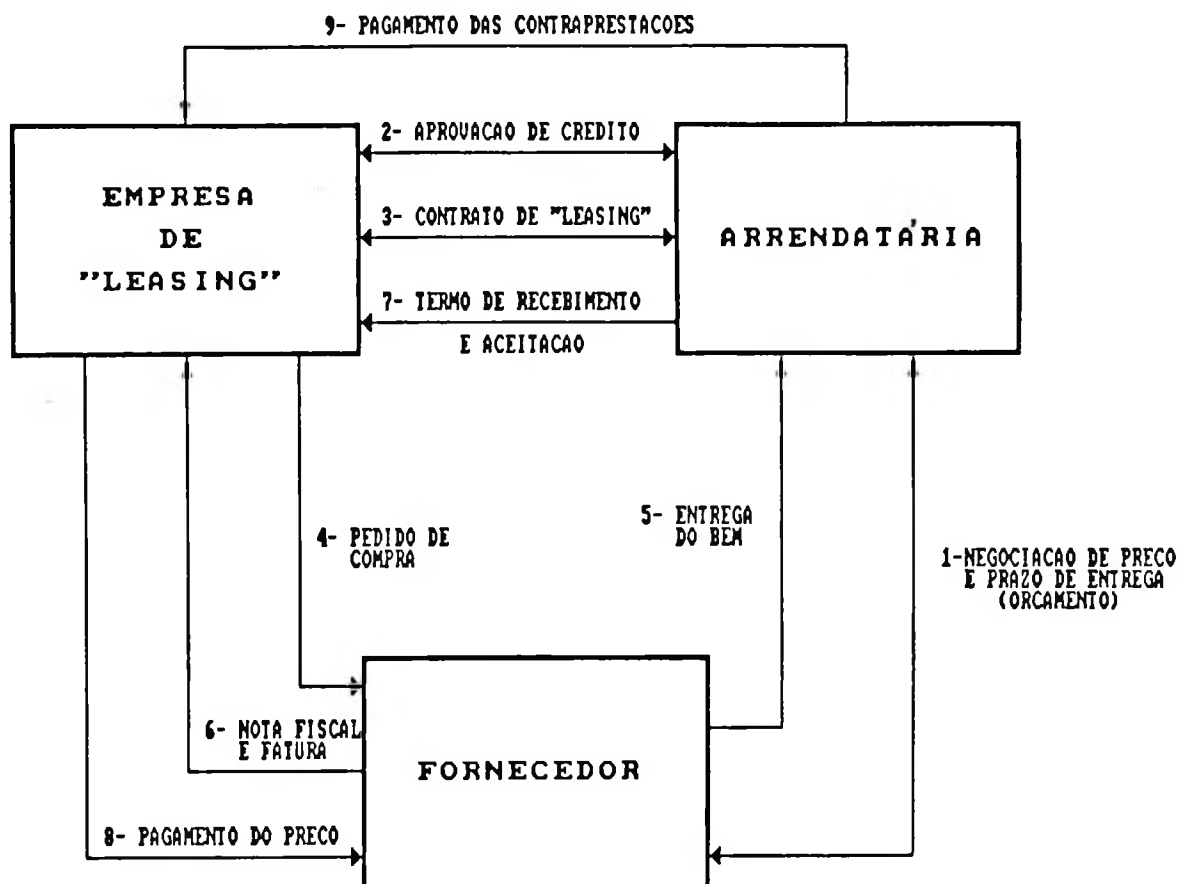 9- PAGAMENTO DAS CONTRAPRESTACOES
2- APROVACAO DE CREDITO
EMPRESA
DE
"LEASING"
3- CONTRATO DE "LEASING"
ARRENDATÁRIA
7- TERMO DE RECEBIMENTO
E ACEITACAO
4- PEDIDO DE
COMPRA
5- ENTREGA
DO BEM
1-NEGOCIACAO DE PRECO
E PRAZO DE ENTREGA
(ORCAMENTO)
6- NOTA FISCAL
E FATURA
FORNECEDOR
8- PAGAMENTO DO PRECO